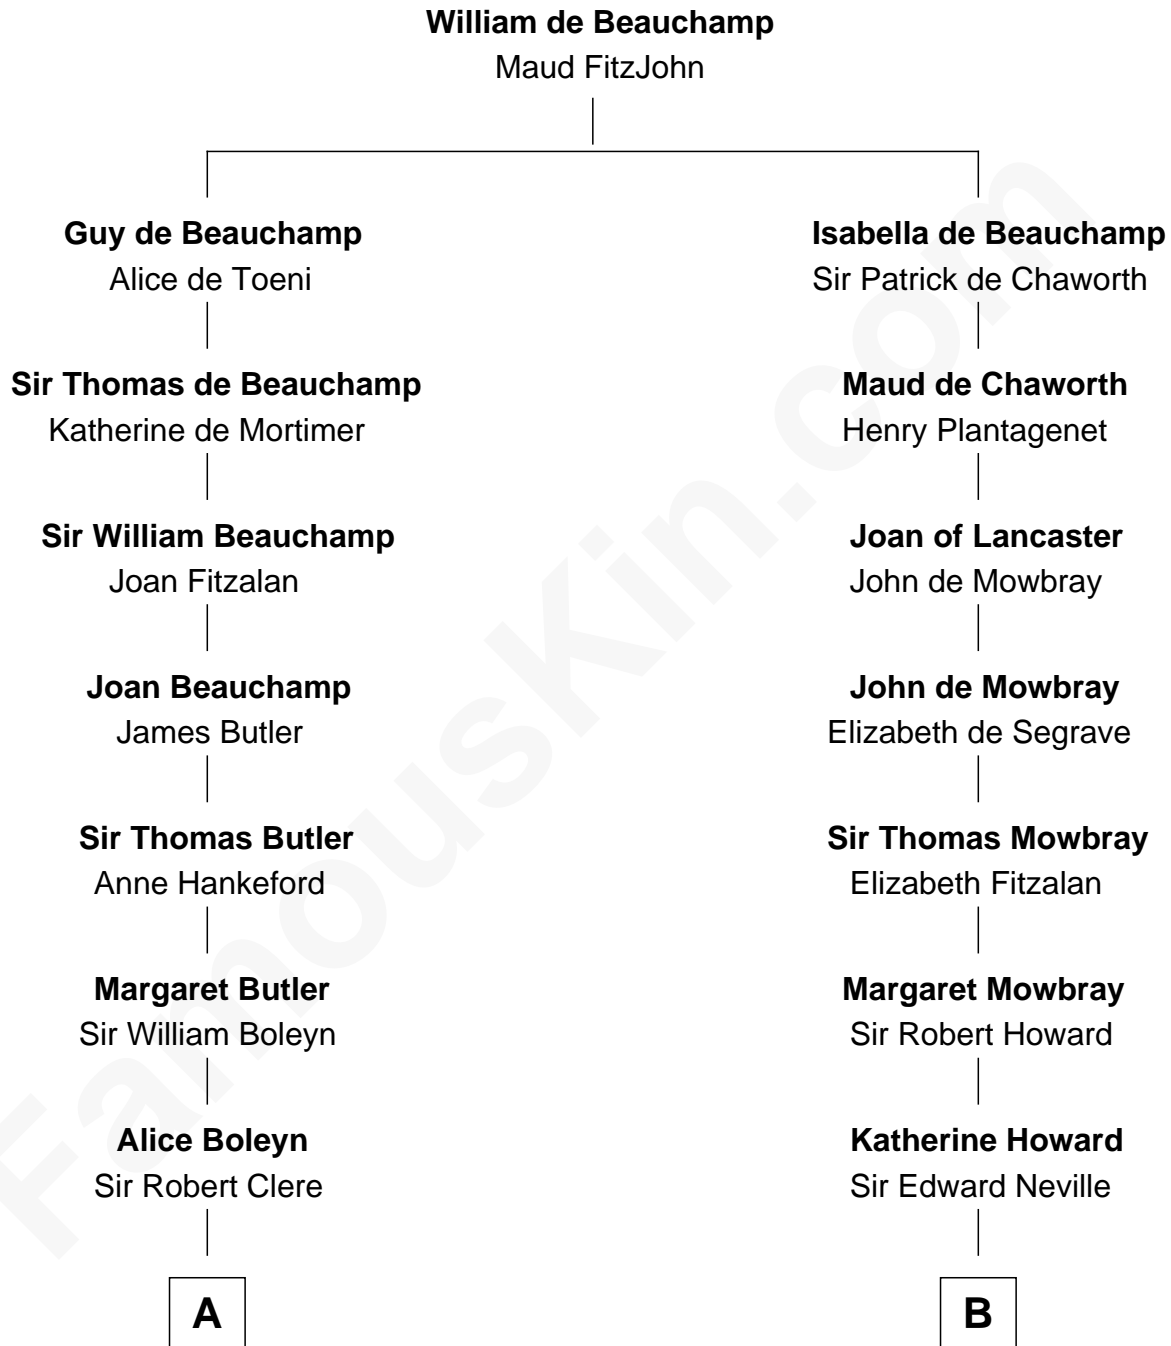 William de Beauchamp
Maud FitzJohn
Guy de Beauchamp
Alice de Toeni
Isabella de Beauchamp
Sir Patrick de Chaworth
Sir Thomas de Beauchamp
Katherine de Mortimer
Maud de Chaworth
Henry Plantagenet
Sir William Beauchamp
Joan Fitzalan
Joan of Lancaster
John de Mowbray
Joan Beauchamp
James Butler
John de Mowbray
Elizabeth de Segrave
Sir Thomas Butler
Anne Hankeford
Sir Thomas Mowbray
Elizabeth Fitzalan
Margaret Butler
Sir William Boleyn
Margaret Mowbray
Sir Robert Howard
Alice Boleyn
Sir Robert Clere
Katherine Howard
Sir Edward Neville
A
B
FamousKin.com